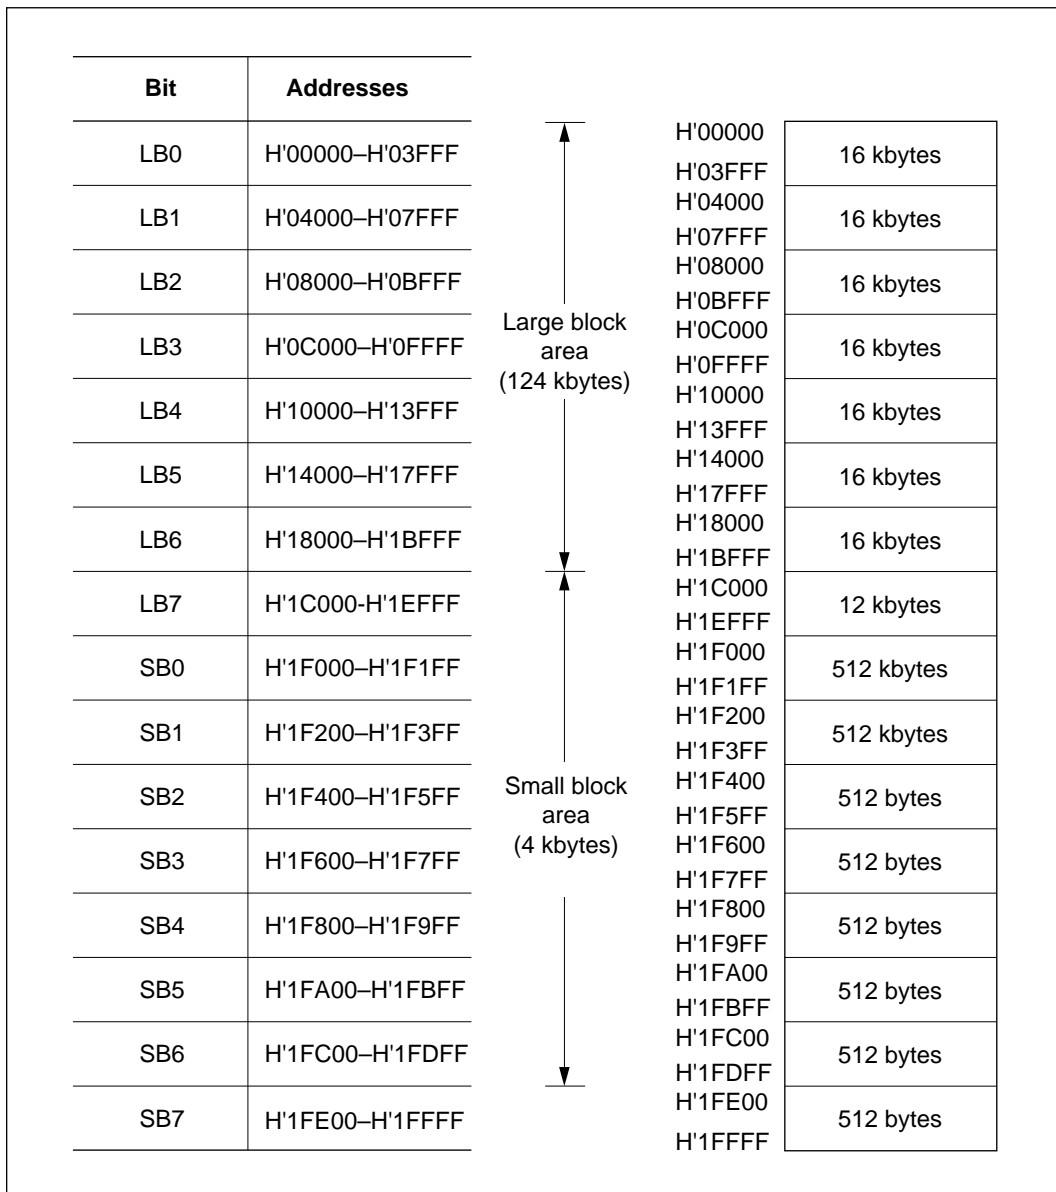 Bit Addresses
LB0 H'00000–H'03FFF
LB1 H'04000–H'07FFF
LB2 H'08000–H'0BFFF
LB3 H'0C000–H'0FFFF
LB4 H'10000–H'13FFF
LB5 H'14000–H'17FFF
LB6 H'18000–H'1BFFF
LB7 H'1C000-H'1EFFF
SB0 H'1F000–H'1F1FF
SB1 H'1F200–H'1F3FF
SB2 H'1F400–H'1F5FF
SB3 H'1F600–H'1F7FF
SB4 H'1F800–H'1F9FF
SB5 H'1FA00–H'1FBFF
SB6 H'1FC00–H'1FDFF
SB7 H'1FE00–H'1FFFF
Large block
area
(124 kbytes)
Small block
area
(4 kbytes)
H'00000
16 kbytes
H'03FFF
H'04000
16 kbytes
H'07FFF
H'08000
16 kbytes
H'0BFFF
H'0C000
16 kbytes
H'0FFFF
H'10000
16 kbytes
H'13FFF
H'14000
16 kbytes
H'17FFF
H'18000
16 kbytes
H'1BFFF
H'1C000
12 kbytes
H'1EFFF
H'1F000
512 kbytes
H'1F1FF
H'1F200
512 kbytes
H'1F3FF
H'1F400
512 bytes
H'1F5FF
H'1F600
512 bytes
H'1F7FF
H'1F800
512 bytes
H'1F9FF
H'1FA00
512 bytes
H'1FBFF
H'1FC00
512 bytes
H'1FDFF
H'1FE00
512 bytes
H'1FFFF